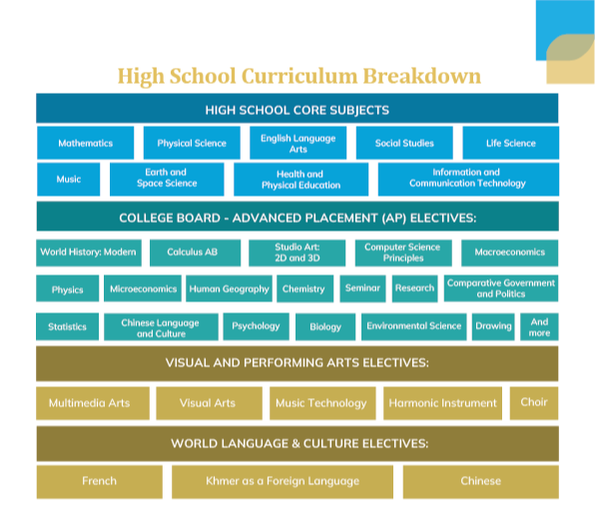 High School Curriculum Breakdown
HIGH SCHOOL CORE SUBJECTS
Mathematics
Physical Science
English Language
Arts
Social Studies
Life Science
Music
Earth and
Space Science
Health and
Physical Education
Information and
Communication Technology
COLLEGE BOARD - ADVANCED PLACEMENT (AP) ELECTIVES:
World History: Modern
Calculus AB
Studio Art:
2D and 3D
Computer Science
Principles
Macroeconomics
Physics
Microeconomics
Human Geography
Chemistry
Seminar
Research
Comparative Government
and Politics
Statistics
Chinese Language
and Culture
Psychology
Biology
Environmental Science
Drawing
And
more
VISUAL AND PERFORMING ARTS ELECTIVES:
Multimedia Arts
Visual Arts
Music Technology
Harmonic Instrument
Choir
WORLD LANGUAGE & CULTURE ELECTIVES:
French
Khmer as a Foreign Language
Chinese